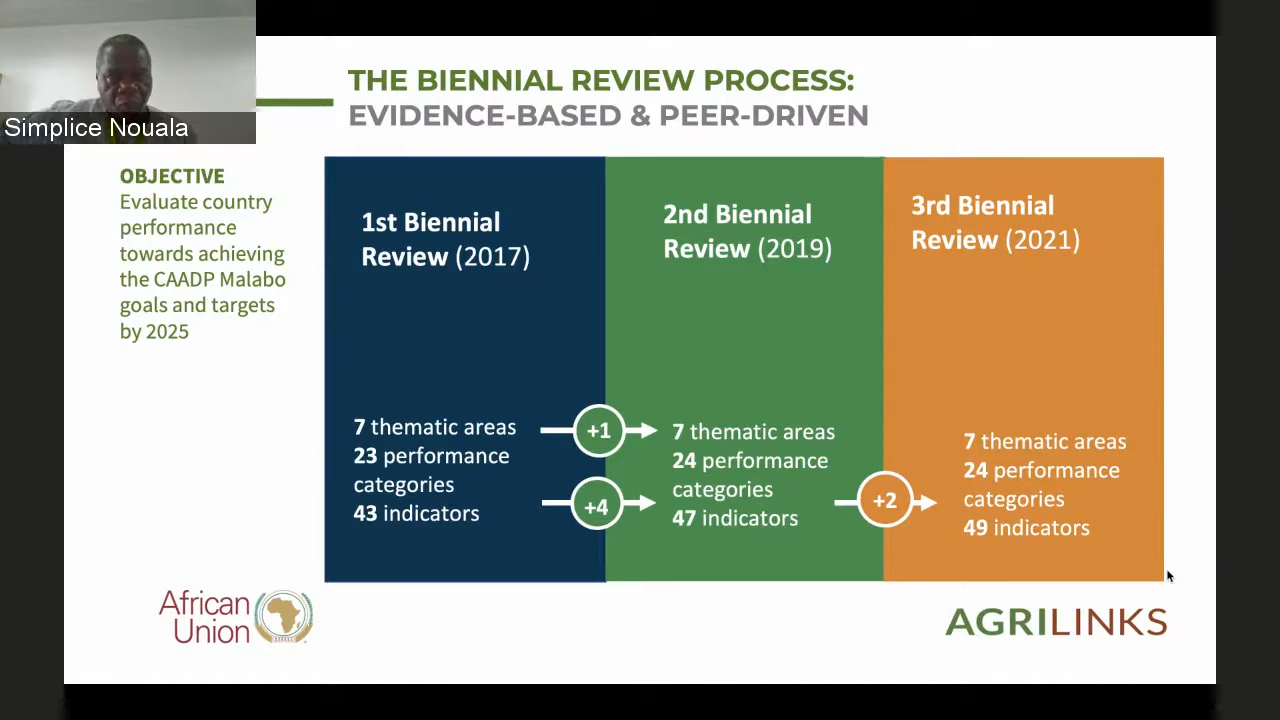 Simplice Nouala
THE BIENNIAL REVIEW PROCESS:
EVIDENCE-BASED & PEER-DRIVEN
OBJECTIVE
Evaluate country
performance
towards achieving
the CAADP Malabo
goals and targets
by 2025
1st Biennial
Review (2017)
7 thematic areas
23 performance
categories
43 indicators
+1
+4
2nd Biennial
Review (2019)
7 thematic areas
24 performance
categories
47 indicators
+2
3rd Biennial
Review (2021)
7 thematic areas
24 performance
categories
49 indicators
African
Union
AGRILINKS